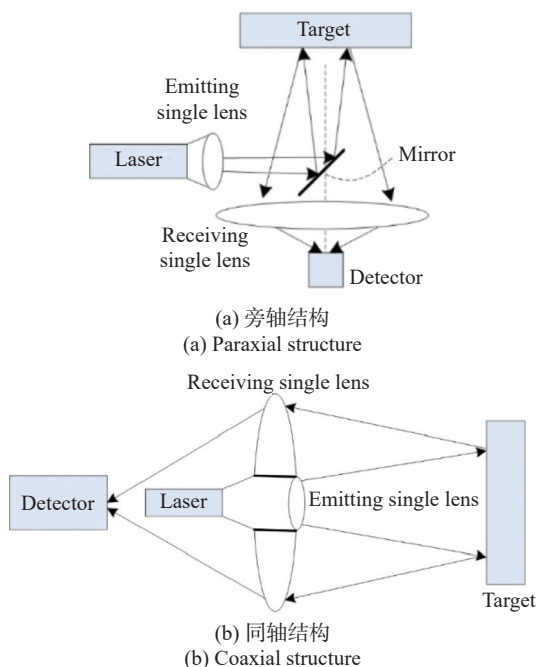 Target
Emitting
single lens
Laser
Mirror
Receiving
single lens
Detector
(a) 旁轴结构
(a) Paraxial structure
Receiving single lens
Detector
Laser
Emitting single lens
Target
(b) 同轴结构
(b) Coaxial structure